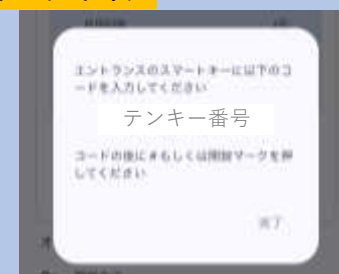 エントランスのスマートキーに以下のコ
ードを入力してください
テンキー番号
コードの後に#もしくは開錠マークを押
してください
完了